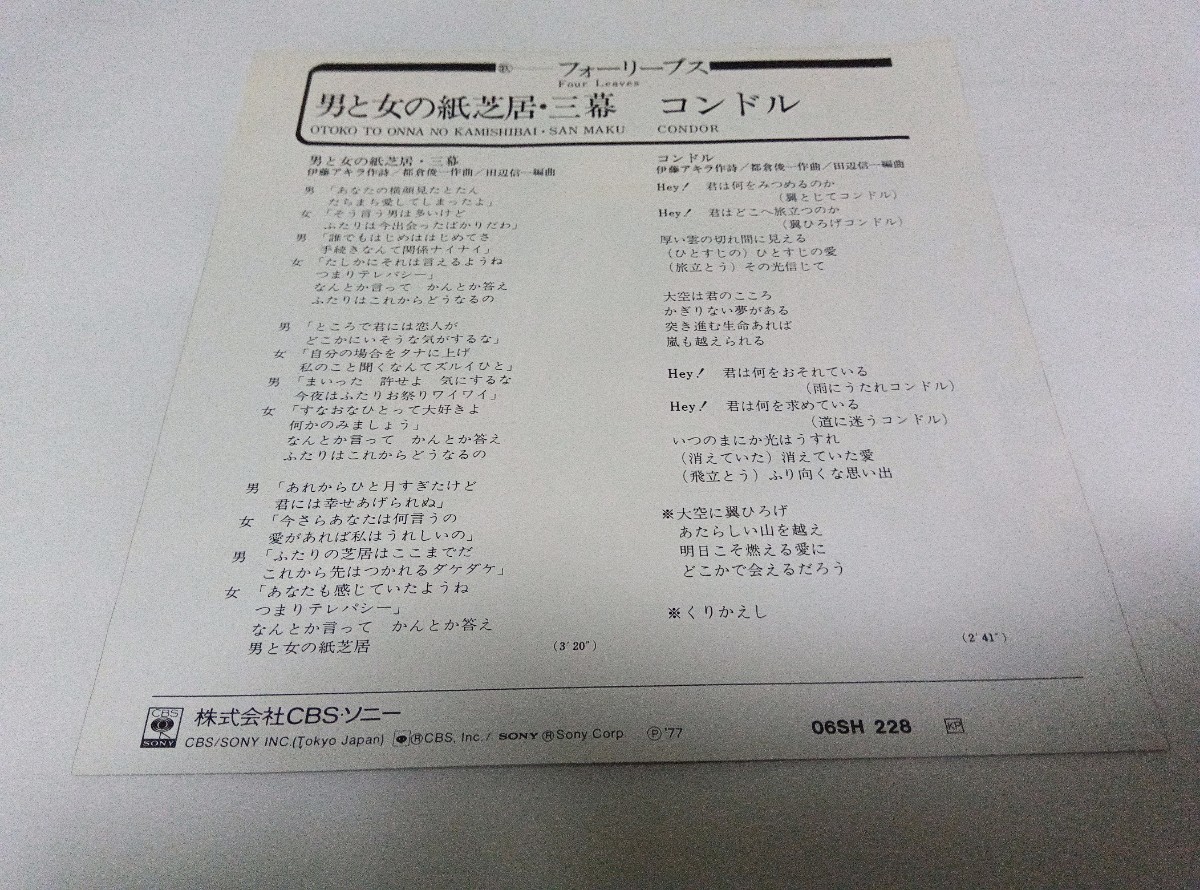 歌 フォーリーブス
Four Leaves
男と女の紙芝居・三幕 コンドル
OTOKO TO ONNA NO KAMISHIBAI・SAN MAKU CONDOR
男と女の紙芝居・三幕
伊藤アキラ作詩/都倉俊一作曲/田辺信一編曲
男 「あなたの横顔見たとたん
たちまち愛してしまったよ」
女 「そう言う男は多いけど
ふたりは今出会ったばかりだわ」
男 「誰でもはじめははじめてさ
手続きなんて関係ナイナイ」
女 「たしかにそれは言えるようね
つまりテレパシー」
なんとか言って かんとか答え
ふたりはこれからどうなるの
男 「ところで君には恋人が
どこかにいそうな気がするな」
女 「自分の場合をタナに上げ
私のこと聞くなんてズルイひと」
男 「まいった 許せよ 気にするな
今夜はふたりお祭りワイワイ」
女 「すなおなひとって大好きよ
何かのみましょう」
なんとか言って かんとか答え
ふたりはこれからどうなるの
男 「あれからひと月すぎたけど
君には幸せあげられぬ」
女 「今さらあなたは何言うの
愛があれば私はうれしいの」
男 「ふたりの芝居はここまでだ
これから先はつかれるダケダケ」
女 「あなたも感じていたようね
つまりテレパシー」
なんとか言って かんとか答え
男と女の紙芝居
(3′20″)
コンドル
伊藤アキラ作詩/都倉俊一作曲/田辺信一編曲
Hey! 君は何をみつめるのか
(翼とじてコンドル)
Hey! 君はどこへ旅立つのか
(翼ひろげコンドル)
厚い雲の切れ間に見える
(ひとすじの)ひとすじの愛
(旅立とう)その光信じて
大空は君のこころ
かぎりない夢がある
突き進む生命あれば
嵐も越えられる
Hey! 君は何をおそれている
(雨にうたれコンドル)
Hey! 君は何を求めている
(道に迷うコンドル)
いつのまにか光はうすれ
(消えていた)消えていた愛
(飛立とう)ふり向くな思い出
※大空に翼ひろげ
あたらしい山を越え
明日こそ燃える愛に
どこかで会えるだろう
※くりかえし
(2′41″)
CBS
SONY
株式会社CBS・ソニー
CBS/SONY INC.(Tokyo Japan) ®CBS, Inc./ SONY ®Sony Corp. ℗'77
06SH 228
KP